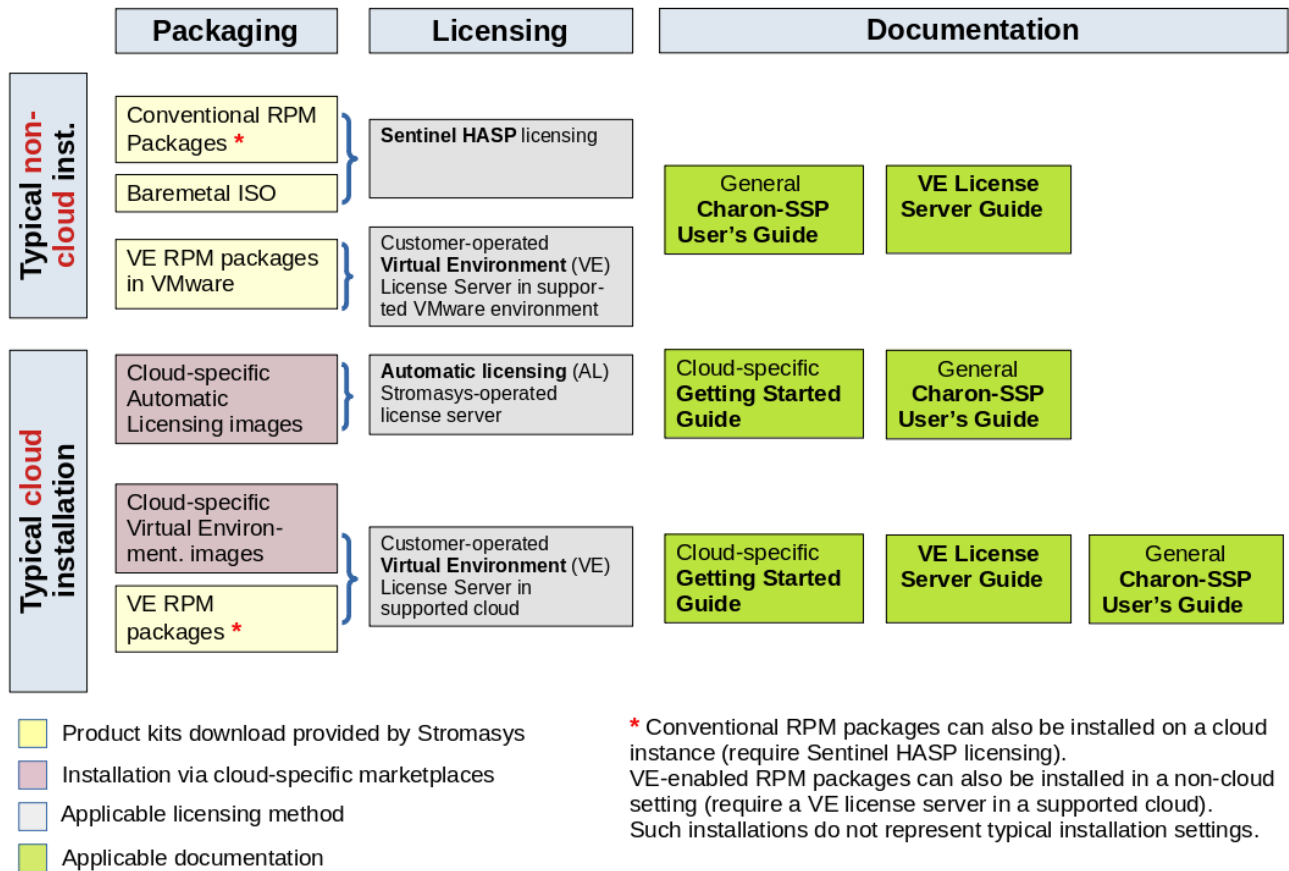 Packaging
Licensing
Documentation
Typical non-
cloud inst.
Conventional RPM
Packages *
Baremetal ISO
Sentinel HASP licensing
VE RPM packages
in VMware
Customer-operated
Virtual Environment (VE)
License Server in suppor-
ted VMware environment
General
Charon-SSP
User's Guide
VE License
Server Guide
Typical cloud
installation
Cloud-specific
Automatic
Licensing images
Automatic licensing (AL)
Stromasys-operated
license server
Cloud-specific
Getting Started
Guide
General
Charon-SSP
User's Guide
Cloud-specific
Virtual Environ-
ment. images
VE RPM
packages *
Customer-operated
Virtual Environment (VE)
License Server in
supported cloud
Cloud-specific
Getting Started
Guide
VE License
Server Guide
General
Charon-SSP
User's Guide
Product kits download provided by Stromasys
Installation via cloud-specific marketplaces
Applicable licensing method
Applicable documentation
* Conventional RPM packages can also be installed on a cloud
instance (require Sentinel HASP licensing).
VE-enabled RPM packages can also be installed in a non-cloud
setting (require a VE license server in a supported cloud).
Such installations do not represent typical installation settings.